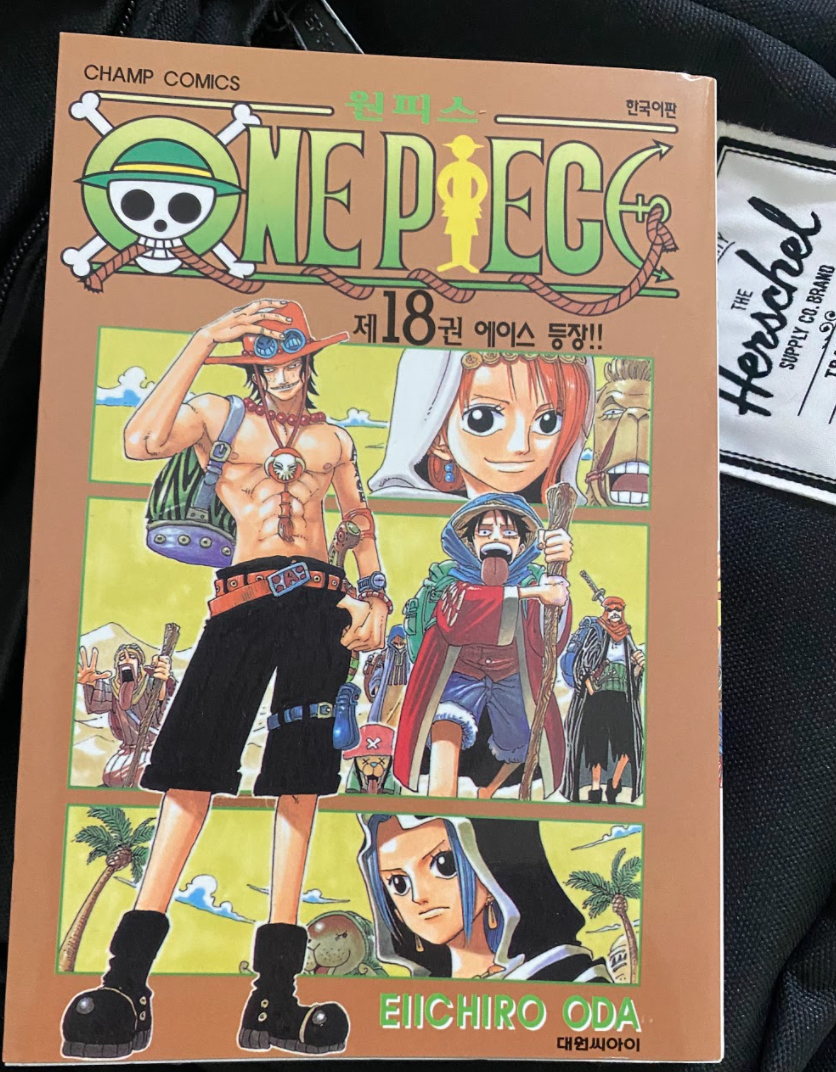 CHAMP COMICS
원피스
한국어판
ONE PIECE
제18권 에이스 등장!!
EIICHIRO ODA
대원씨아이
THE
Herschel
SUPPLY CO. BRAND